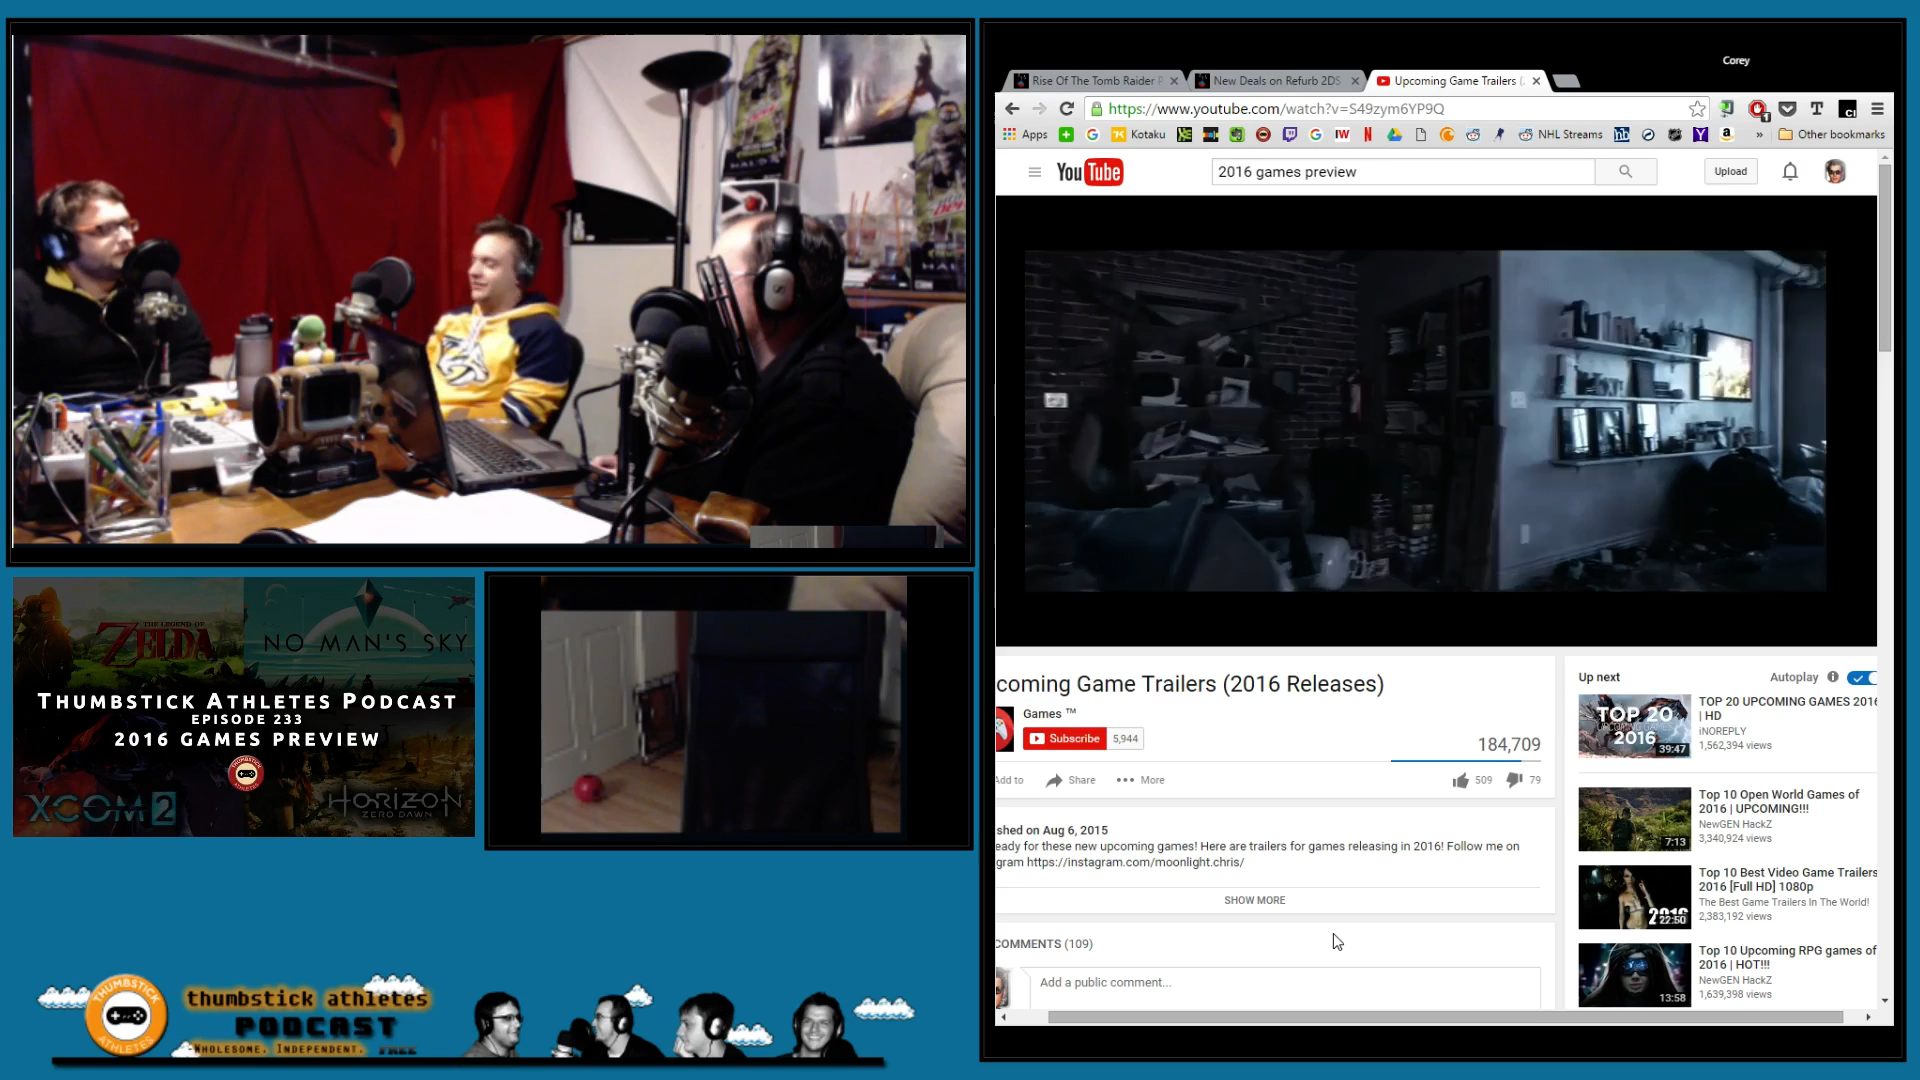 HALO
THE LEGEND OF
ZELDA
NO MAN'S SKY
THUMBSTICK ATHLETES PODCAST
EPISODE 233
2016 GAMES PREVIEW
XCOM 2
HORIZON
ZERO DAWN
THUMBSTICK
ATHLETES
thumbstick athletes
PODCAST
WHOLESOME. INDEPENDENT. FREE
Corey
Rise Of The Tomb Raider
New Deals on Refurb 2DS
Upcoming Game Trailers (
https://www.youtube.com/watch?v=S49zym6YP9Q
Apps
Kotaku
IW
NHL Streams
Other bookmarks
YouTube
2016 games preview
Upload
coming Game Trailers (2016 Releases)
Games ™
Subscribe
5,944
184,709
Add to
Share
More
509
79
shed on Aug 6, 2015
eady for these new upcoming games! Here are trailers for games releasing in 2016! Follow me on
gram https://instagram.com/moonlight.chris/
SHOW MORE
COMMENTS (109)
Add a public comment...
Up next
Autoplay
TOP 20
2016
39:47
TOP 20 UPCOMING GAMES 2016
| HD
iNOREPLY
1,562,394 views
7:13
Top 10 Open World Games of
2016 | UPCOMING!!!
NewGEN HackZ
3,340,924 views
2016
22:50
Top 10 Best Video Game Trailers
2016 [Full HD] 1080p
The Best Game Trailers In The World!
2,383,192 views
13:58
Top 10 Upcoming RPG games of
2016 | HOT!!!
NewGEN HackZ
1,639,398 views